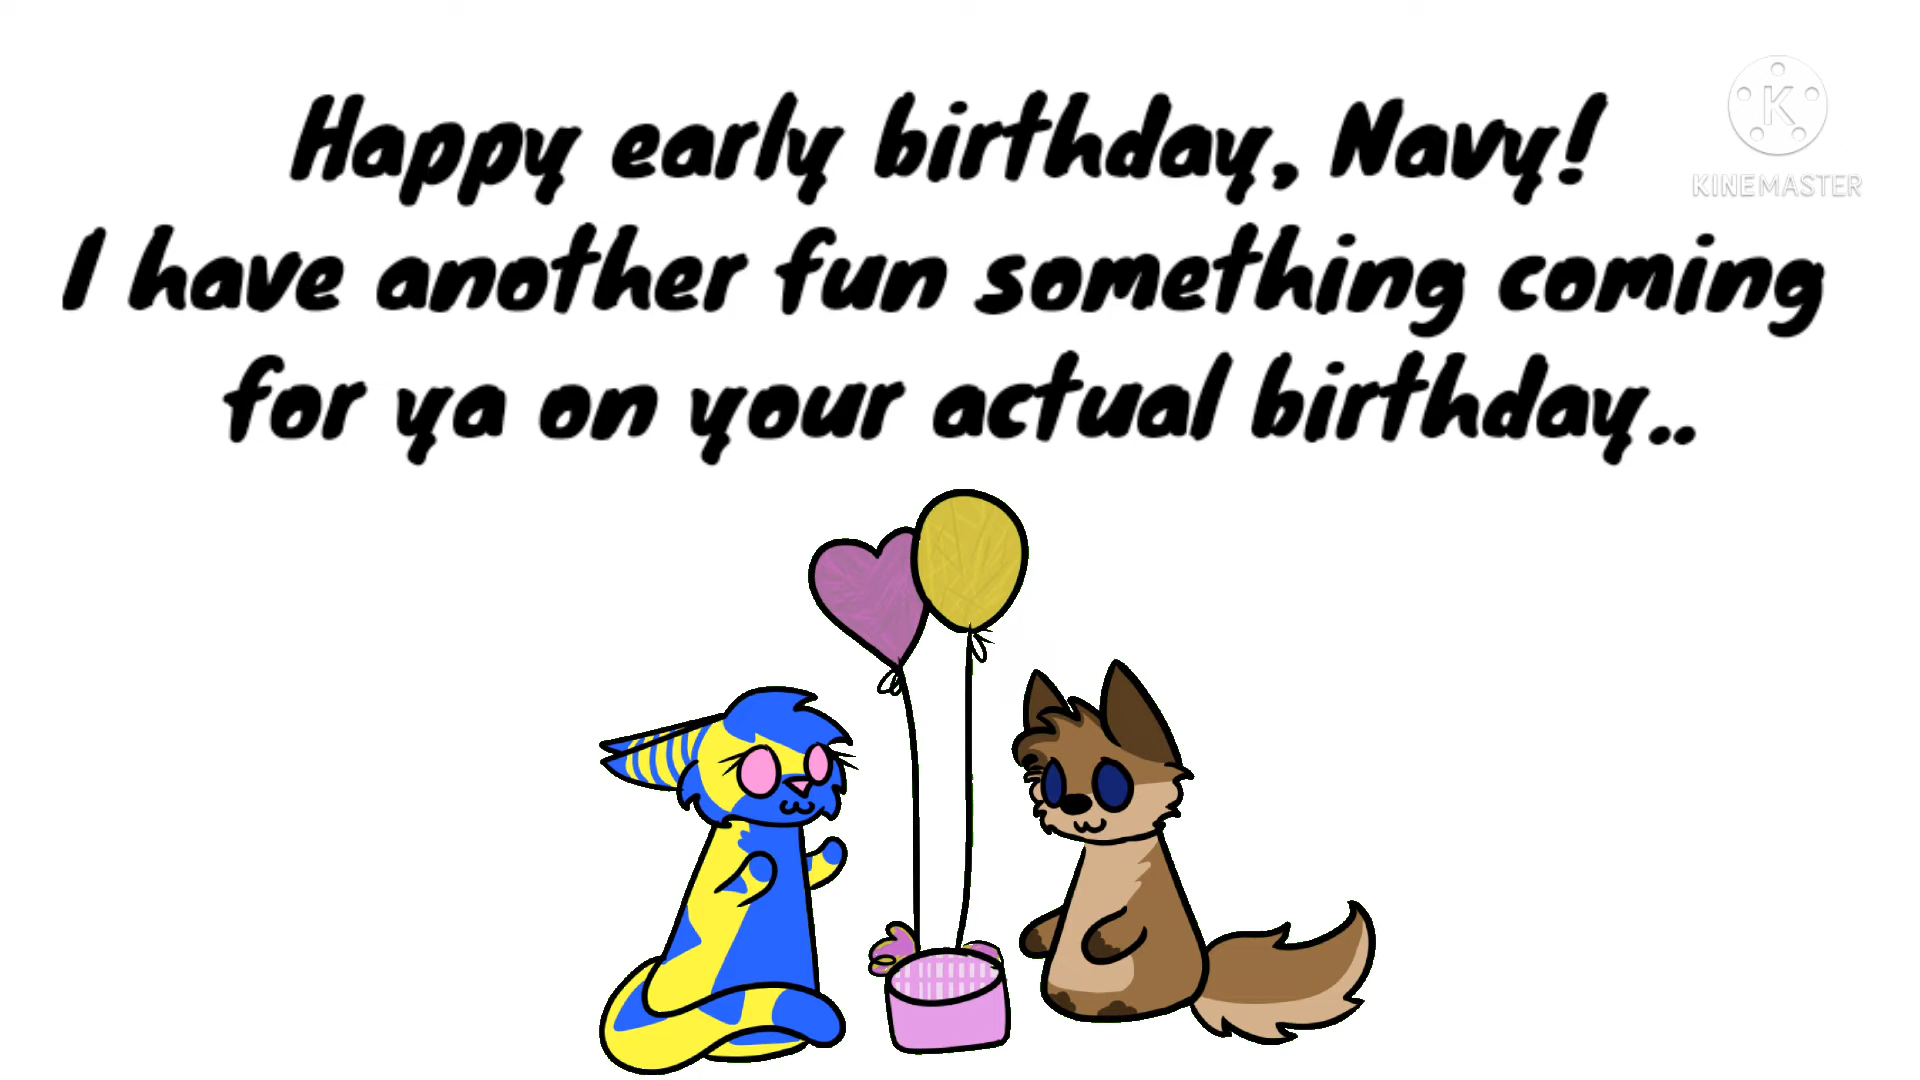 Happy early birthday, Navy!
K
KINEMASTER
I have another fun something coming
for ya on your actual birthday..